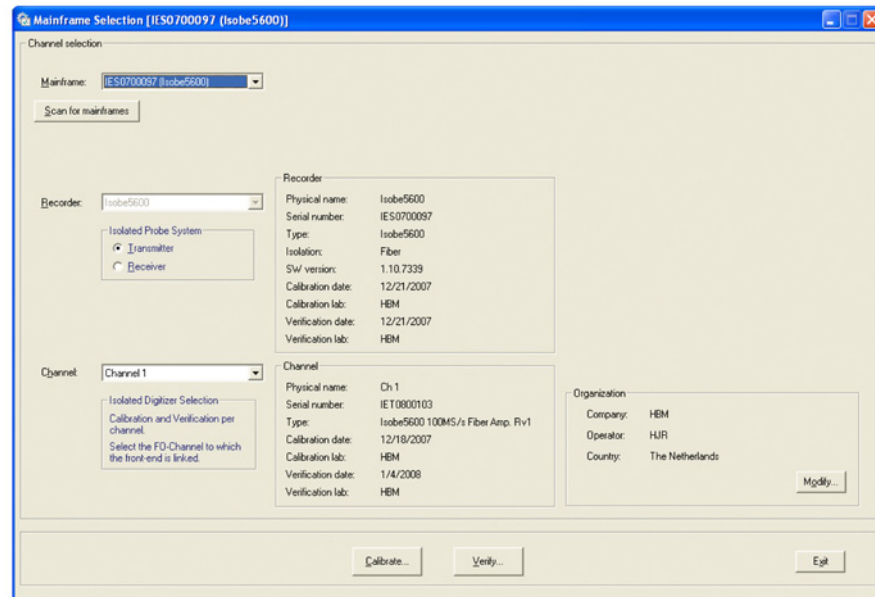 Mainframe Selection [IES0700097 (Isobe5600)]
Channel selection
Mainframe: IES0700097 (Isobe5600)
Scan for mainframes
Recorder: Isobe5600
Isolated Probe System
Transmitter
Receiver
Recorder
Physical name: Isobe5600
Serial number: IES0700097
Type: Isobe5600
Isolation: Fiber
SW version: 1.10.7339
Calibration date: 12/21/2007
Calibration lab: HBM
Verification date: 12/21/2007
Verification lab: HBM
Channel: Channel 1
Isolated Digitizer Selection
Calibration and Verification per
channel.
Select the FO-Channel to which
the front-end is linked.
Channel
Physical name: Ch 1
Serial number: IET0800103
Type: Isobe5600 100MS/s Fiber Amp. Rv1
Calibration date: 12/18/2007
Calibration lab: HBM
Verification date: 1/4/2008
Verification lab: HBM
Organization
Company: HBM
Operator: HJR
Country: The Netherlands
Modify...
Calibrate...
Verify...
Exit